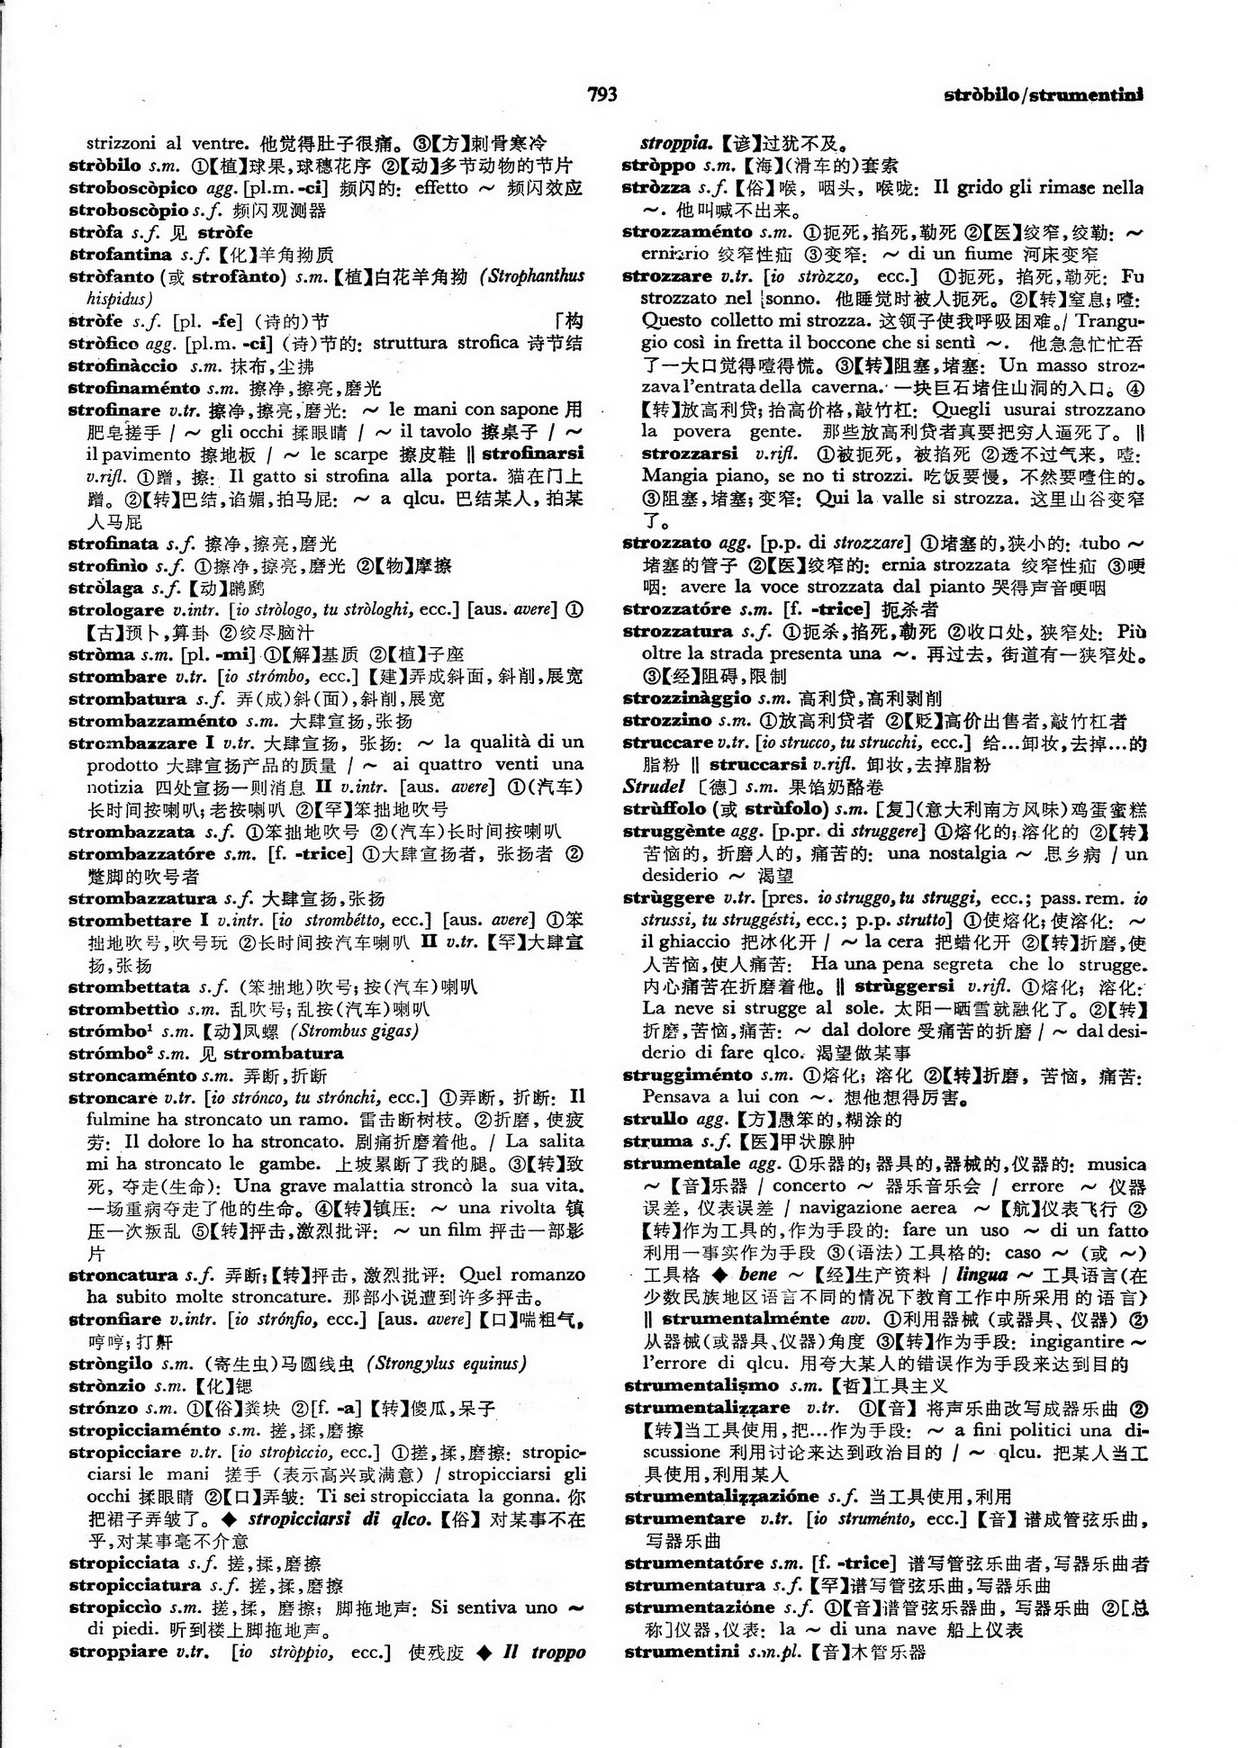 793
stròbilo/strumentini
strizzoni al ventre. 他觉得肚子很痛。 ③【方】刺骨寒冷
stròbilo s.m. ①【植】球果,球穗花序 ②【动】多节动物的节片
stroboscòpico agg. [pl.m. -ci] 频闪的: effetto ~ 频闪效应
stroboscòpio s.f. 频闪观测器
stròfa s.f. 见 stròfe
strofantina s.f. 【化】羊角拗质
stròfanto (或 strofànto) s.m. 【植】白花羊角拗 (Strophanthus
hispidus)
stròfe s.f. [pl. -fe] (诗的)节 「构
stròfico agg. [pl.m. -ci] (诗)节的: struttura strofica 诗节结
strofinàccio s.m. 抹布,尘拂
strofinaménto s.m. 擦净,擦亮,磨光
strofinare v.tr. 擦净,擦亮,磨光: ~ le mani con sapone 用
肥皂搓手 / ~ gli occhi 揉眼睛 / ~ il tavolo 擦桌子 / ~
il pavimento 擦地板 / ~ le scarpe 擦皮鞋 ‖ strofinarsi
v.rifl. ①蹭, 擦: Il gatto si strofina alla porta. 猫在门上
蹭。 ②【转】巴结,谄媚,拍马屁: ~ a qlcu. 巴结某人, 拍某
人马屁
strofinata s.f. 擦净,擦亮,磨光
strofinìo s.f. ①擦净,擦亮,磨光 ②【物】摩擦
stròlaga s.f. 【动】䴙䴘
strologare v.intr. [io stròlogo, tu stròloghi, ecc.] [aus. avere] ①
【古】预卜,算卦 ②绞尽脑汁
stròma s.m. [pl. -mi] ①【解】基质 ②【植】子座
strombare v.tr. [io strómbo, ecc.] 【建】弄成斜面, 斜削,展宽
strombatura s.f. 弄(成)斜(面),斜削,展宽
strombazzaménto s.m. 大肆宣扬,张扬
strombazzare I v.tr. 大肆宣扬, 张扬: ~ la qualità di un
prodotto 大肆宣扬产品的质量 / ~ ai quattro venti una
notizia 四处宣扬一则消息 II v.intr. [aus. avere] ①(汽车)
长时间按喇叭; 老按喇叭 ②【罕】笨拙地吹号
strombazzata s.f. ①笨拙地吹号 ②(汽车)长时间按喇叭
strombazzatóre s.m. [f. -trice] ①大肆宣扬者, 张扬者 ②
蹩脚的吹号者
strombazzatura s.f. 大肆宣扬,张扬
strombettare I v.intr. [io strombétto, ecc.] [aus. avere] ①笨
拙地吹号,吹号玩 ②长时间按汽车喇叭 II v.tr. 【罕】大肆宣
扬,张扬
strombettata s.f. (笨拙地)吹号;按(汽车)喇叭
strombettìo s.m. 乱吹号;乱按(汽车)喇叭
strómbo¹ s.m. 【动】凤螺 (Strombus gigas)
strómbo² s.m. 见 strombatura
stroncaménto s.m. 弄断,折断
stroncare v.tr. [io strónco, tu strónchi, ecc.] ①弄断, 折断: Il
fulmine ha stroncato un ramo. 雷击断树枝。 ②折磨, 使疲
劳: Il dolore lo ha stroncato. 剧痛折磨着他。 / La salita
mi ha stroncato le gambe. 上坡累断了我的腿。 ③【转】致
死, 夺走(生命): Una grave malattia stroncò la sua vita.
一场重病夺走了他的生命。 ④【转】镇压: ~ una rivolta 镇
压一次叛乱 ⑤【转】抨击,激烈批评: ~ un film 抨击一部影
片
stroncatura s.f. 弄断;【转】抨击, 激烈批评: Quel romanzo
ha subito molte stroncature. 那部小说遭到许多抨击。
stronfiare v.intr. [io strónfio, ecc.] [aus. avere] 【口】喘粗气,
哼哼; 打鼾
stròngilo s.m. (寄生虫)马圆线虫 (Strongylus equinus)
strònzio s.m. 【化】锶
strónzo s.m. ①【俗】粪块 ②[f. -a] 【转】傻瓜,呆子
stropicciaménto s.m. 搓,揉,磨擦
stropicciare v.tr. [io stropìccio, ecc.] ①搓,揉,磨擦: stropic-
ciarsi le mani 搓手 (表示高兴或满意) / stropicciarsi gli
occhi 揉眼睛 ②【口】弄皱: Ti sei stropicciata la gonna. 你
把裙子弄皱了。 ◆ stropicciarsi di qlco. 【俗】 对某事不在
乎,对某事毫不介意
stropicciata s.f. 搓,揉,磨擦
stropicciatura s.f. 搓,揉,磨擦
stropiccìo s.m. 搓,揉, 磨擦; 脚拖地声: Si sentiva uno ~
di piedi. 听到楼上脚拖地声。
stroppiare v.tr. [io stròppio, ecc.] 使残废 ◆ Il troppo
stroppia. 【谚】过犹不及。
stròppo s.m. 【海】(滑车的)套索
stròzza s.f. 【俗】喉, 咽头, 喉咙: Il grido gli rimase nella
~. 他叫喊不出来。
strozzaménto s.m. ①扼死,掐死,勒死 ②【医】绞窄,绞勒: ~
erniario 绞窄性疝 ③变窄: ~ di un fiume 河床变窄
strozzare v.tr. [io stròzzo, ecc.] ①扼死, 掐死,勒死: Fu
strozzato nel sonno. 他睡觉时被人扼死。 ②【转】窒息; 噎:
Questo colletto mi strozza. 这领子使我呼吸困难。/ Trangu-
gio così in fretta il boccone che si sentì ~. 他急急忙忙吞
了一大口觉得噎得慌。 ③【转】阻塞,堵塞: Un masso stroz-
zava l'entrata della caverna. 一块巨石堵住山洞的入口。 ④
【转】放高利贷; 抬高价格,敲竹杠: Quegli usurai strozzano
la povera gente. 那些放高利贷者真要把穷人逼死了。 ‖
strozzarsi v.rifl. ①被扼死, 被掐死 ②透不过气来, 噎:
Mangia piano, se no ti strozzi. 吃饭要慢, 不然要噎住的。
③阻塞,堵塞; 变窄: Qui la valle si strozza. 这里山谷变窄
了。
strozzato agg. [p.p. di strozzare] ①堵塞的,狭小的: tubo ~
堵塞的管子 ②【医】绞窄的: ernia strozzata 绞窄性疝 ③哽
咽: avere la voce strozzata dal pianto 哭得声音哽咽
strozzatóre s.m. [f. -trice] 扼杀者
strozzatura s.f. ①扼杀,掐死,勒死 ②收口处, 狭窄处: Più
oltre la strada presenta una ~. 再过去, 街道有一狭窄处。
③【经】阻碍,限制
strozzinàggio s.m. 高利贷,高利剥削
strozzino s.m. ①放高利贷者 ②【贬】高价出售者,敲竹杠者
struccare v.tr. [io strucco, tu strucchi, ecc.] 给…卸妆,去掉…的
脂粉 ‖ struccarsi v.rifl. 卸妆,去掉脂粉
Strudel 〔德〕 s.m. 果馅奶酪卷
strùffolo (或 strùfolo) s.m. [复](意大利南方风味)鸡蛋蜜糕
struggènte agg. [p.pr. di struggere] ①熔化的; 溶化的 ②【转】
苦恼的, 折磨人的, 痛苦的: una nostalgia ~ 思乡病 / un
desiderio ~ 渴望
strùggere v.tr. [pres. io struggo, tu struggi, ecc.; pass. rem. io
strussi, tu struggésti, ecc.; p.p. strutto] ①使熔化; 使溶化: ~
il ghiaccio 把冰化开 / ~ la cera 把蜡化开 ②【转】折磨,使
人苦恼,使人痛苦: Ha una pena segreta che lo strugge.
内心痛苦在折磨着他。 ‖ strùggersi v.rifl. ①熔化; 溶化:
La neve si strugge al sole. 太阳一晒雪就融化了。 ②【转】
折磨,苦恼,痛苦: ~ dal dolore 受痛苦的折磨 / ~ dal desi-
derio di fare qlco. 渴望做某事
struggiménto s.m. ①熔化; 溶化 ②【转】折磨, 苦恼, 痛苦:
Pensava a lui con ~. 想他想得厉害。
strullo agg. 【方】愚笨的,糊涂的
struma s.f. 【医】甲状腺肿
strumentale agg. ①乐器的; 器具的,器械的,仪器的: musica
~ 【音】乐器 / concerto ~ 器乐音乐会 / errore ~ 仪器
误差, 仪表误差 / navigazione aerea ~ 【航】仪表飞行 ②
【转】作为工具的,作为手段的: fare un uso ~ di un fatto
利用一事实作为手段 ③(语法) 工具格的: caso ~ (或 ~)
工具格 ◆ bene ~ 【经】生产资料 / lingua ~ 工具语言(在
少数民族地区语言不同的情况下教育工作中所采用的语言)
‖ strumentalménte avv. ①利用器械 (或器具、仪器) ②
从器械(或器具、仪器)角度 ③【转】作为手段: ingigantire ~
l'errore di qlcu. 用夸大某人的错误作为手段来达到目的
strumentalismo s.m. 【哲】工具主义
strumentalizzare v.tr. ①【音】 将声乐曲改写成器乐曲 ②
【转】当工具使用,把…作为手段: ~ a fini politici una di-
scussione 利用讨论来达到政治目的 / ~ qlcu. 把某人当工
具使用,利用某人
strumentalizzazióne s.f. 当工具使用,利用
strumentare v.tr. [io struménto, ecc.] 【音】 谱成管弦乐曲,
写器乐曲
strumentatóre s.m. [f. -trice] 谱写管弦乐曲者,写器乐曲者
strumentatura s.f. 【罕】谱写管弦乐曲,写器乐曲
strumentazióne s.f. ①【音】谱管弦乐器曲, 写器乐曲 ②[总
称]仪器,仪表: la ~ di una nave 船上仪表
strumentini s.m.pl. 【音】木管乐器